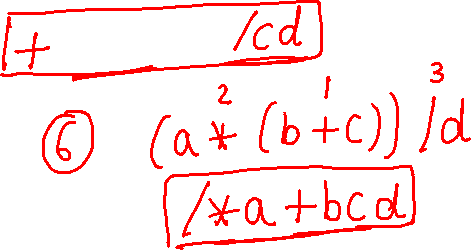 + /cd
2 1 3
6 (a * (b + c)) / d
/*a+bcd